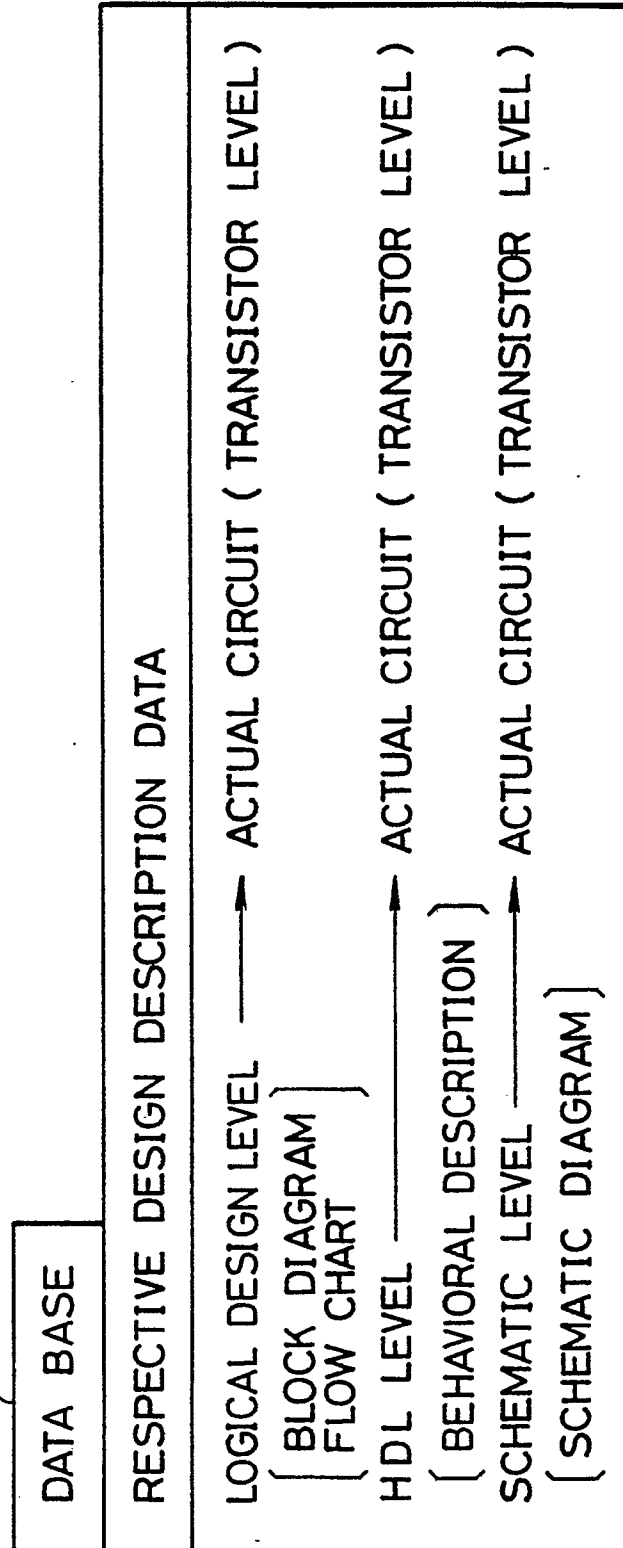 DATA BASE
RESPECTIVE DESIGN DESCRIPTION DATA
LOGICAL DESIGN LEVEL → ACTUAL CIRCUIT ( TRANSISTOR LEVEL )
[ BLOCK DIAGRAM
FLOW CHART ]
HDL LEVEL → ACTUAL CIRCUIT ( TRANSISTOR LEVEL )
[ BEHAVIORAL DESCRIPTION ]
SCHEMATIC LEVEL → ACTUAL CIRCUIT ( TRANSISTOR LEVEL )
[ SCHEMATIC DIAGRAM ]